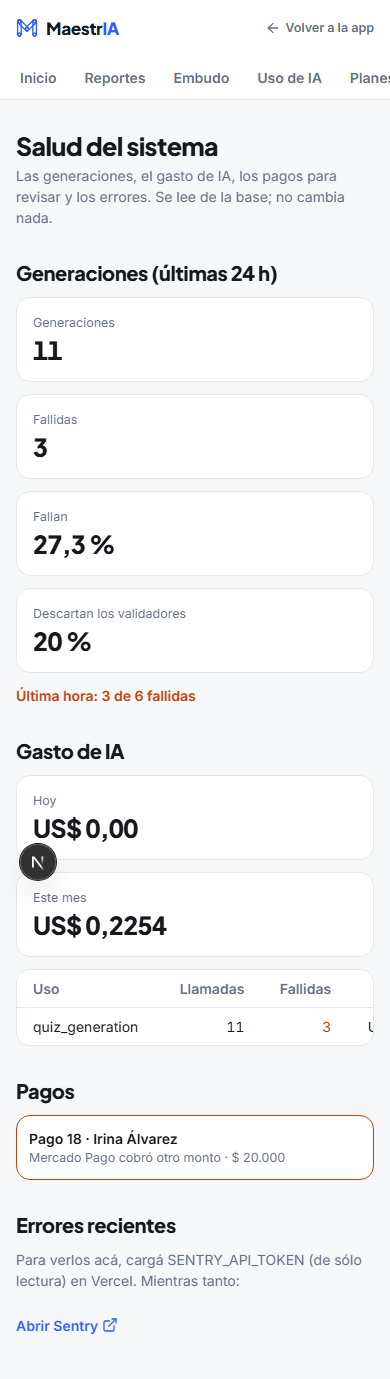 MaestrIA
← Volver a la app
Inicio Reportes Embudo Uso de IA Planes
Salud del sistema
Las generaciones, el gasto de IA, los pagos para
revisar y los errores. Se lee de la base; no cambia
nada.
Generaciones (últimas 24 h)
Generaciones
11
Fallidas
3
Fallan
27,3 %
Descartan los validadores
20 %
Última hora: 3 de 6 fallidas
Gasto de IA
Hoy
US$ 0,00
N
Este mes
US$ 0,2254
Uso Llamadas Fallidas
quiz_generation 11 3
Pagos
Pago 18 · Irina Álvarez
Mercado Pago cobró otro monto · $ 20.000
Errores recientes
Para verlos acá, cargá SENTRY_API_TOKEN (de sólo
lectura) en Vercel. Mientras tanto:
Abrir Sentry